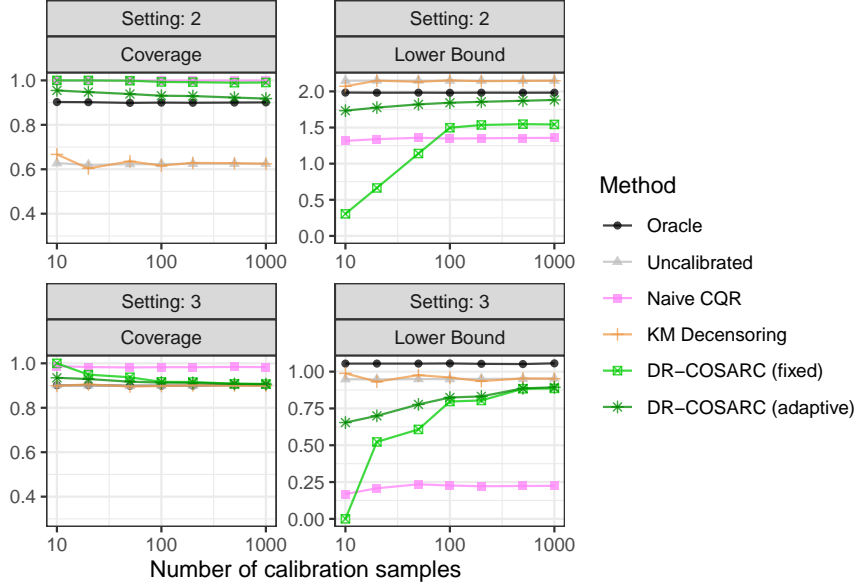 Setting: 2
Coverage
1.0
0.8
0.6
0.4
10
100
1000
Setting: 2
Lower Bound
2.0
1.5
1.0
0.5
0.0
10
100
1000
Setting: 3
Coverage
1.0
0.8
0.6
0.4
10
100
1000
Setting: 3
Lower Bound
1.00
0.75
0.50
0.25
0.00
10
100
1000
Number of calibration samples
Method
Oracle
Uncalibrated
Naive CQR
KM Decensoring
DR−COSARC (fixed)
DR−COSARC (adaptive)